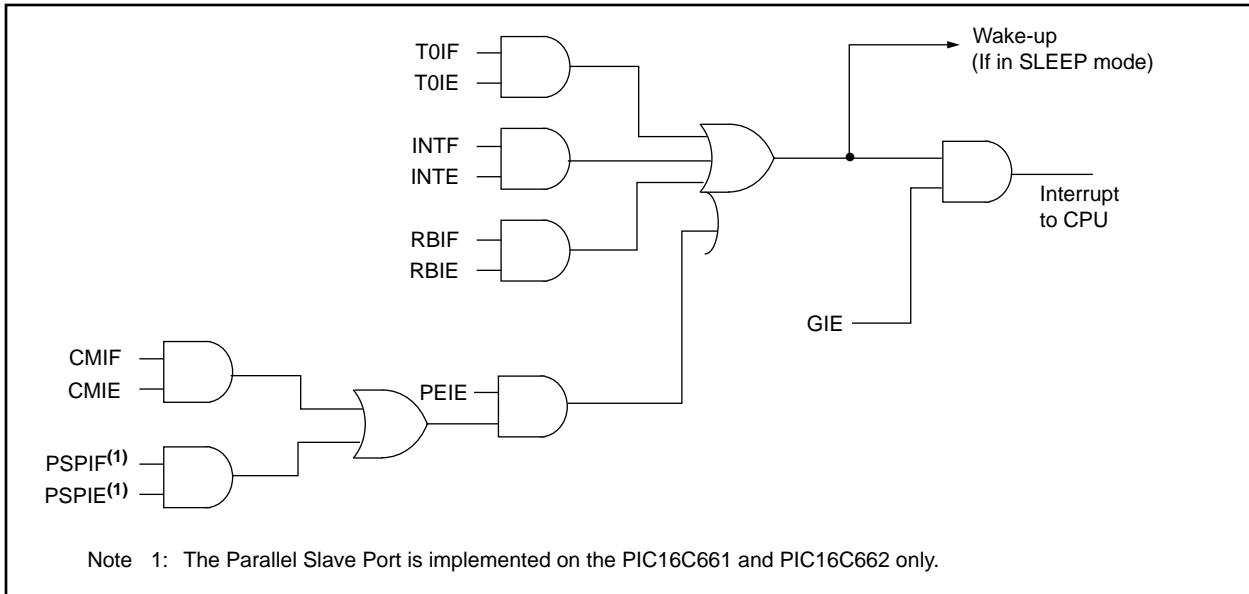 Wake-up
(If in SLEEP mode)
T0IF
T0IE
INTF
INTE
RBIF
RBIE
Interrupt
to CPU
GIE
CMIF
CMIE
PEIE
PSPIF(1)
PSPIE(1)
Note 1: The Parallel Slave Port is implemented on the PIC16C661 and PIC16C662 only.